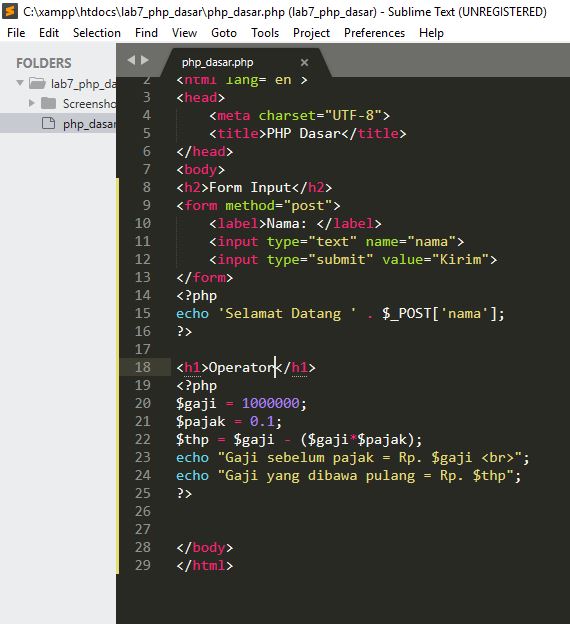 C:\xampp\htdocs\lab7_php_dasar\php_dasar.php (lab7_php_dasar) - Sublime Text (UNREGISTERED)
File Edit Selection Find View Goto Tools Project Preferences Help
FOLDERS
lab7_php_da
Screensho
php_dasar
php_dasar.php
2 <html lang= en >
3 <head>
4 <meta charset="UTF-8">
5 <title>PHP Dasar</title>
6 </head>
7 <body>
8 <h2>Form Input</h2>
9 <form method="post">
10 <label>Nama: </label>
11 <input type="text" name="nama">
12 <input type="submit" value="Kirim">
13 </form>
14 <?php
15 echo 'Selamat Datang ' . $_POST['nama'];
16 ?>
17
18 <h1>Operator</h1>
19 <?php
20 $gaji = 1000000;
21 $pajak = 0.1;
22 $thp = $gaji - ($gaji*$pajak);
23 echo "Gaji sebelum pajak = Rp. $gaji <br>";
24 echo "Gaji yang dibawa pulang = Rp. $thp";
25 ?>
26
27
28 </body>
29 </html>